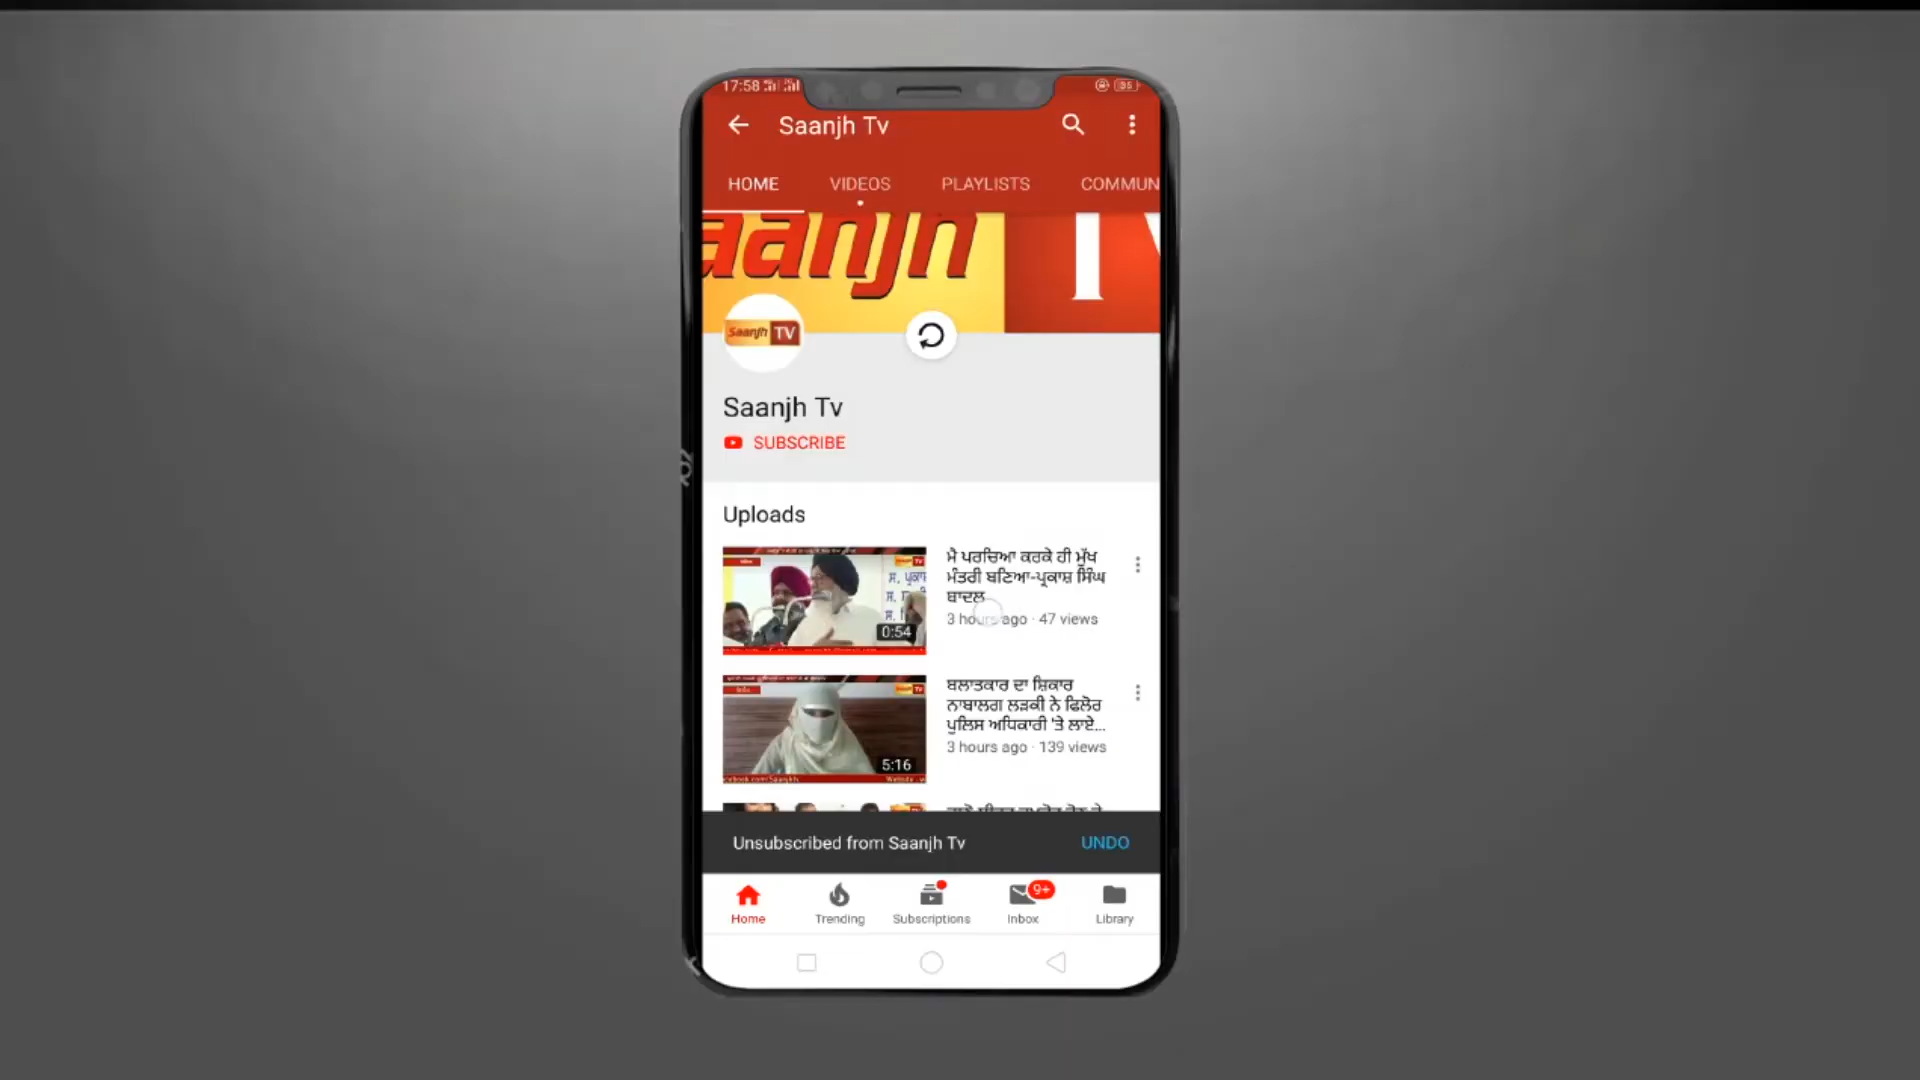 17:58
Saanjh Tv
HOME VIDEOS PLAYLISTS COMMUN
aanjh TV
Saanjh TV
Saanjh Tv
SUBSCRIBE
Uploads
ਮੈ ਪਰਚਿਆ ਕਰਕੇ ਹੀ ਮੁੱਖ
ਮੰਤਰੀ ਬਣਿਆ-ਪ੍ਰਕਾਸ਼ ਸਿੰਘ
ਬਾਦਲ
3 hours ago · 47 views
0:54
ਬਲਾਤਕਾਰ ਦਾ ਸ਼ਿਕਾਰ
ਨਾਬਾਲਗ ਲੜਕੀ ਨੇ ਫਿਲੋਰ
ਪੁਲਿਸ ਅਧਿਕਾਰੀ 'ਤੇ ਲਾਏ...
3 hours ago · 139 views
5:16
Unsubscribed from Saanjh Tv UNDO
9+
Home Trending Subscriptions Inbox Library